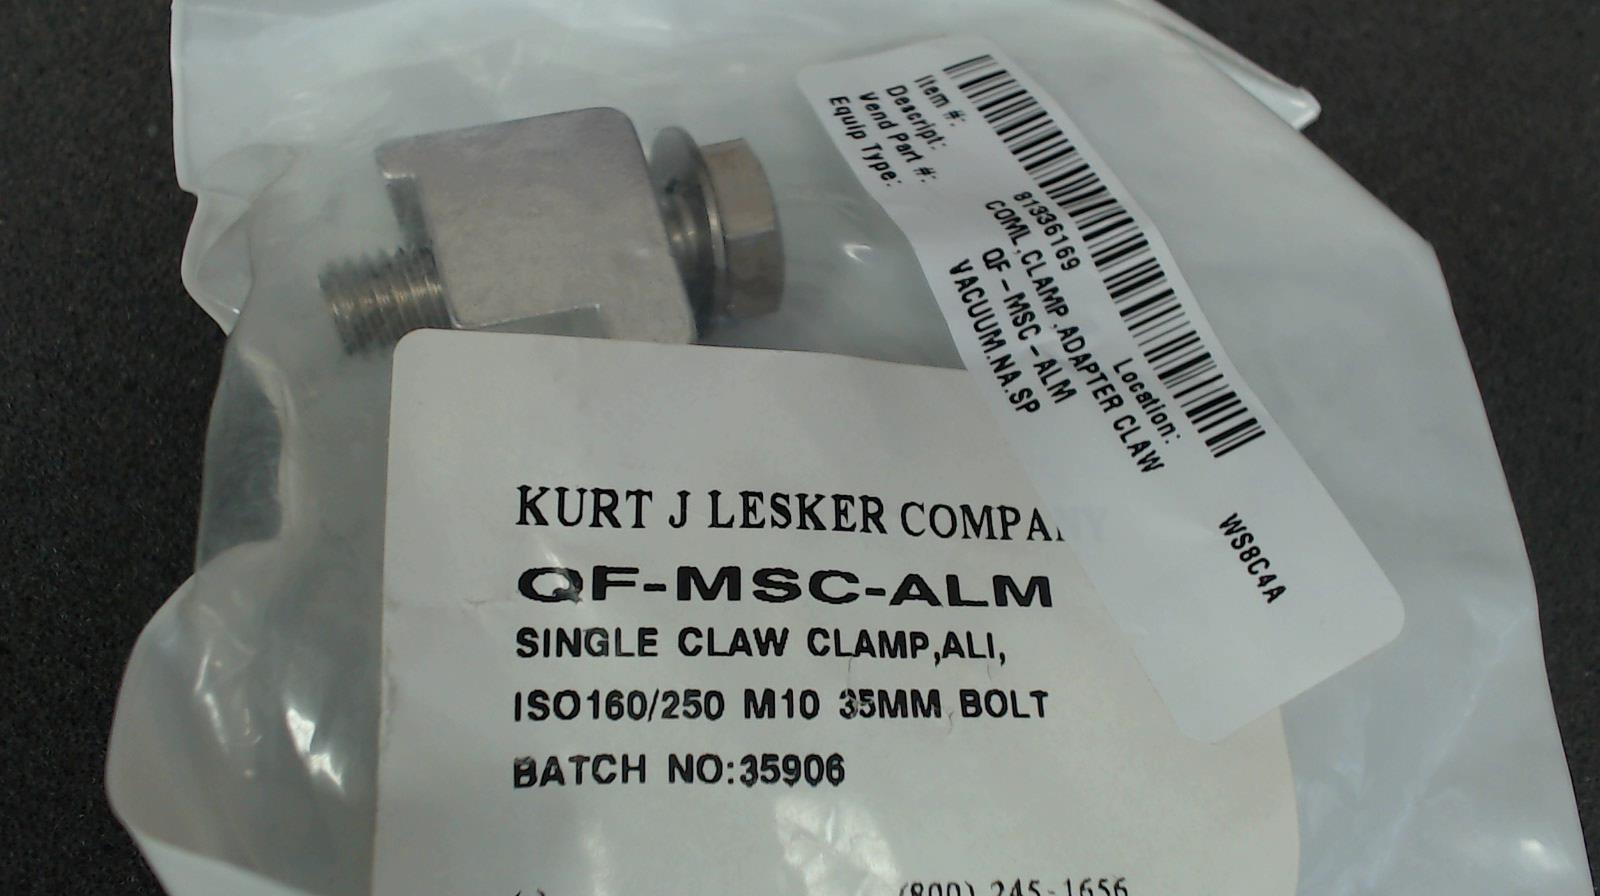 Item #:
81336169
Location:
WS8C4A
Descript:
COML,CLAMP,ADAPTER CLAW
Vend Part #:
QF-MSC-ALM
Equip Type:
VACUUM.NA.SP
KURT J LESKER COMPANY
QF-MSC-ALM
SINGLE CLAW CLAMP,ALI,
ISO160/250 M10 35MM BOLT
BATCH NO:35906
(800) 245-1656